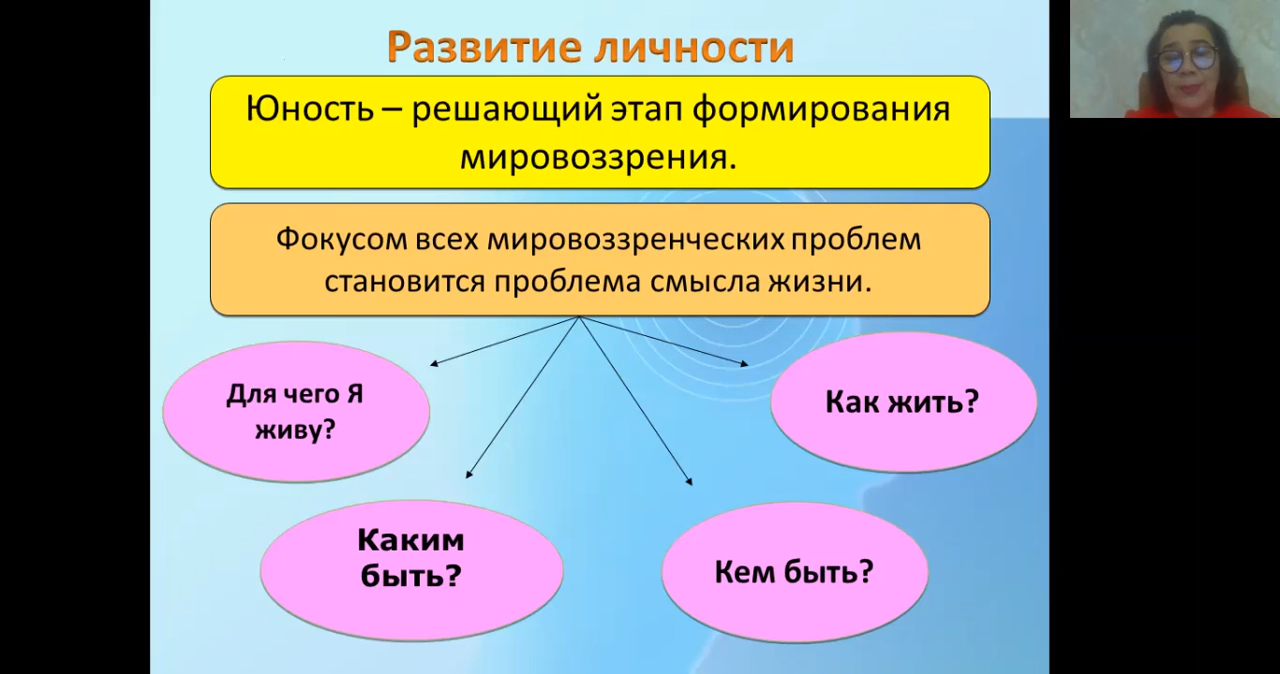 Развитие личности
Юность – решающий этап формирования
мировоззрения.
Фокусом всех мировоззренческих проблем
становится проблема смысла жизни.
Для чего Я
живу?
Как жить?
Каким
быть?
Кем быть?